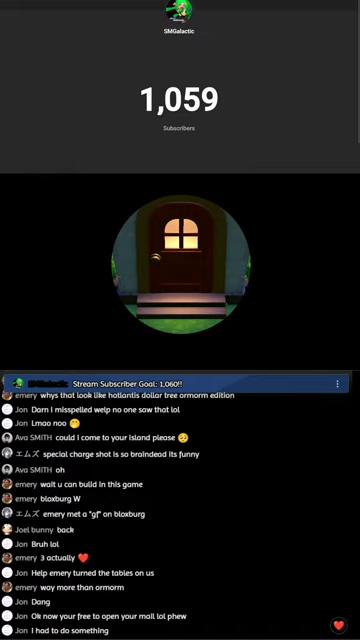 SMGalactic
1,059
Subscribers
SMGalactic Stream Subscriber Goal: 1,060!!
emery whys that look like hotlantis dollar tree ormorm edition
Jon Darn i misspelled welp no one saw that lol
Jon Lmao noo 🤭
Ava SMITH could i come to your island please 🥺
エムズ special charge shot is so braindead its funny
Ava SMITH oh
emery wait u can build in this game
emery bloxburg W
エムズ emery met a "gf" on bloxburg
Joel bunny back
Jon Bruh lol
emery 3 actually ❤️
Jon Help emery turned the tables on us
emery way more than ormorm
Jon Dang
Jon Ok now your free to open your mail lol phew
Jon I had to do something